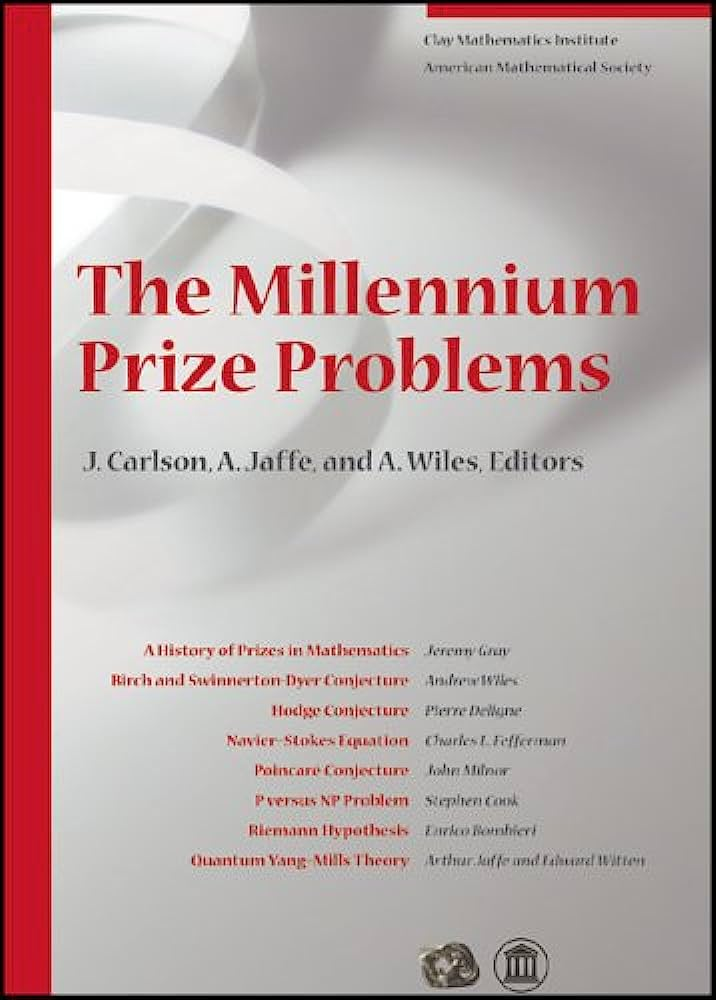 Clay Mathematics Institute
American Mathematical Society
The Millennium
Prize Problems
J. Carlson, A. Jaffe, and A. Wiles, Editors
A History of Prizes in Mathematics Jeremy Gray
Birch and Swinnerton-Dyer Conjecture Andrew Wiles
Hodge Conjecture Pierre Deligne
Navier-Stokes Equation Charles L. Fefferman
Poincaré Conjecture John Milnor
P versus NP Problem Stephen Cook
Riemann Hypothesis Enrico Bombieri
Quantum Yang-Mills Theory Arthur Jaffe and Edward Witten